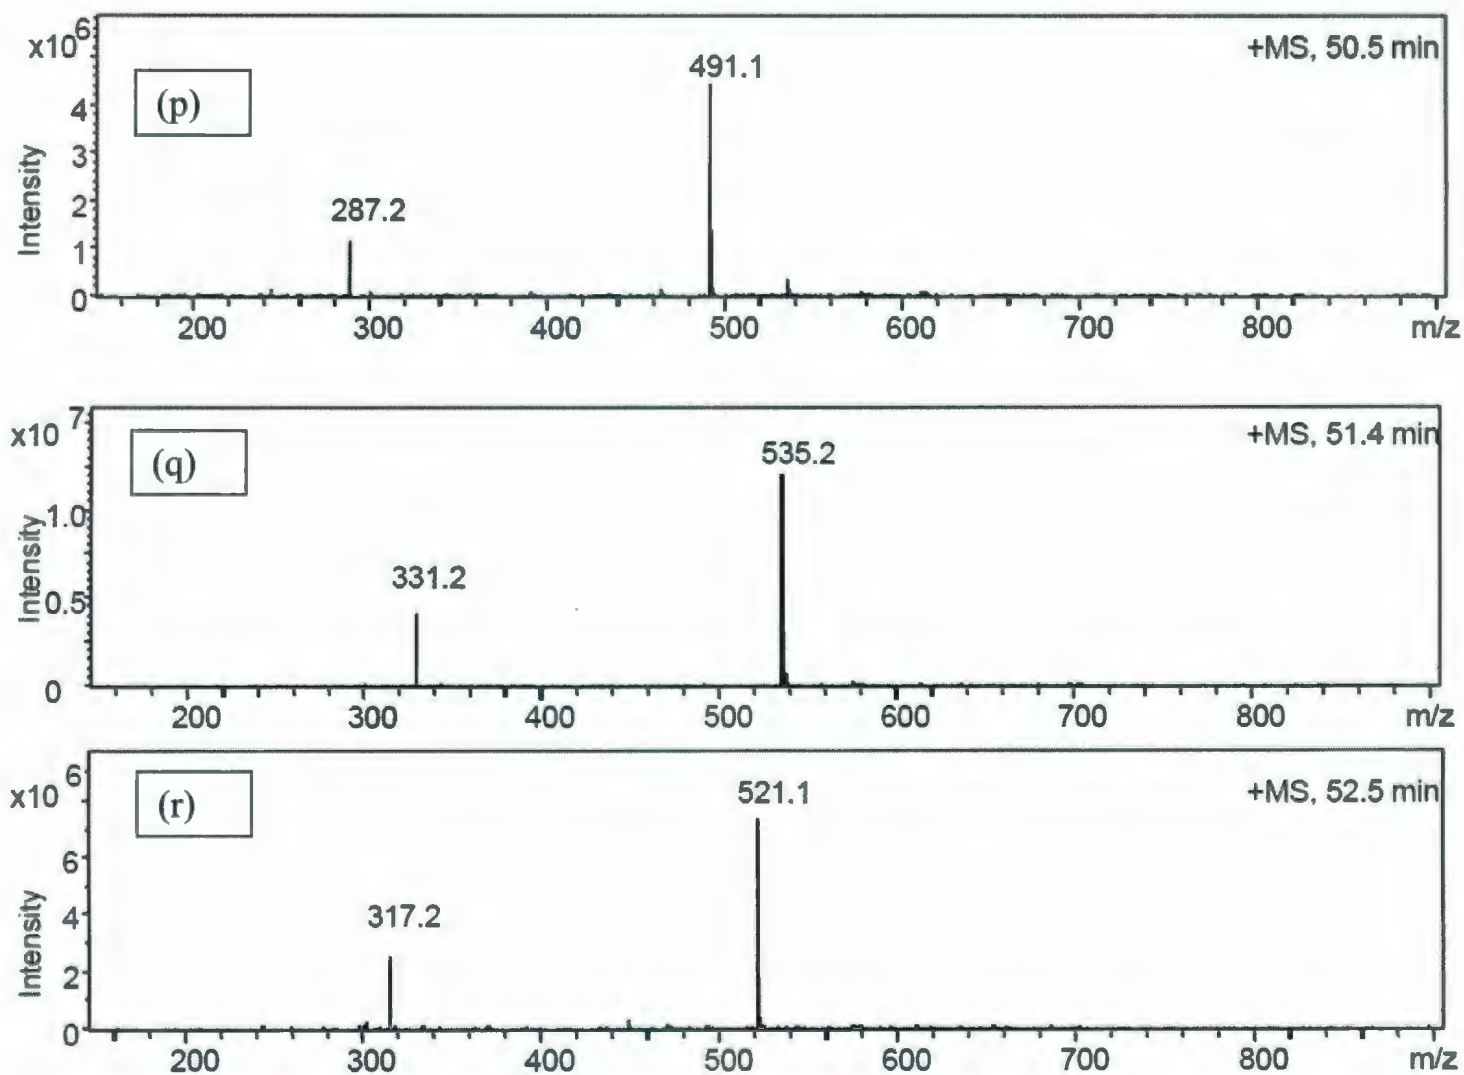 x10 6
+MS, 50.5 min
(p)
491.1
4
3
287.2
2
1
0
Intensity
200 300 400 500 600 700 800 m/z
7
x10
+MS, 51.4 min
(q)
535.2
1.0
331.2
0.5
0
Intensity
200 300 400 500 600 700 800 m/z
6
x10
+MS, 52.5 min
(r)
521.1
6
317.2
4
2
0
Intensity
200 300 400 500 600 700 800 m/z